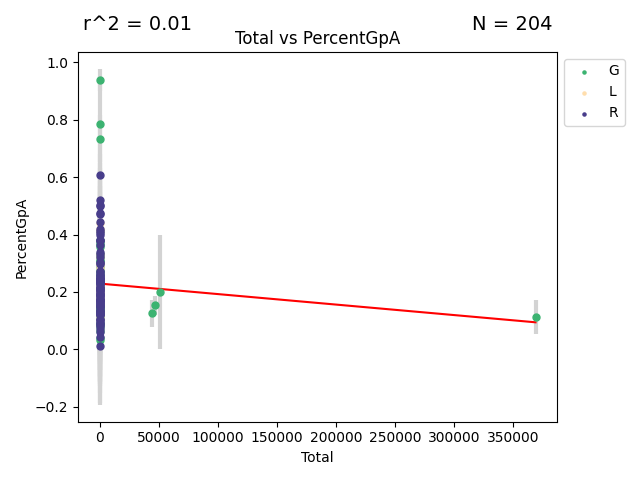 r^2 = 0.01
N = 204
Total vs PercentGpA
1.0
0.8
0.6
0.4
0.2
0.0
−0.2
PercentGpA
0
50000
100000
150000
200000
250000
300000
350000
Total
G
L
R